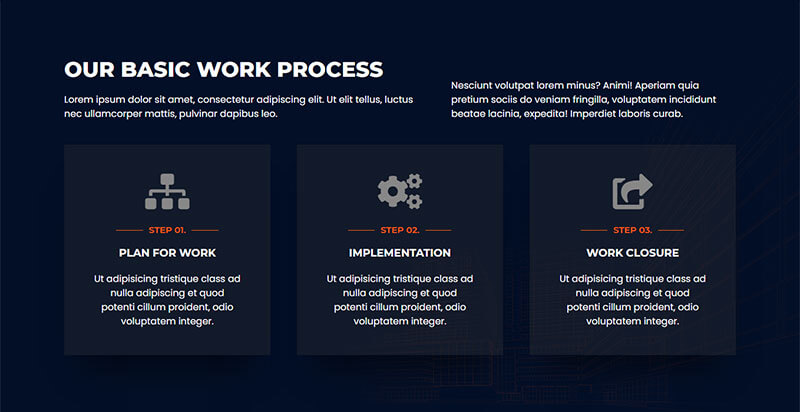 OUR BASIC WORK PROCESS
Lorem ipsum dolor sit amet, consectetur adipiscing elit. Ut elit tellus, luctus
nec ullamcorper mattis, pulvinar dapibus leo.
Nesciunt volutpat lorem minus? Animi! Aperiam quia
pretium sociis do veniam fringilla, voluptatem incididunt
beatae lacinia, expedita! Imperdiet laboris curab.
STEP 01.
PLAN FOR WORK
Ut adipisicing tristique class ad
nulla adipiscing et quod
potenti cillum proident, odio
voluptatem integer.
STEP 02.
IMPLEMENTATION
Ut adipisicing tristique class ad
nulla adipiscing et quod
potenti cillum proident, odio
voluptatem integer.
STEP 03.
WORK CLOSURE
Ut adipisicing tristique class ad
nulla adipiscing et quod
potenti cillum proident, odio
voluptatem integer.